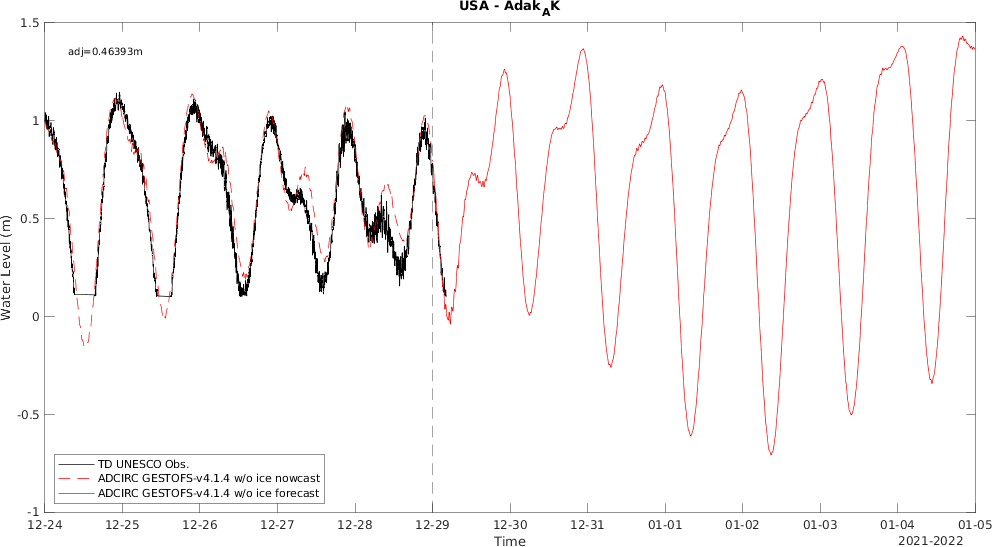 USA - Adak AK
adj=0.46393m
1.5
1
0.5
0
-0.5
-1
Water Level (m)
TD UNESCO Obs.
ADCIRC GESTOFS-v4.1.4 w/o ice nowcast
ADCIRC GESTOFS-v4.1.4 w/o ice forecast
12-24 12-25 12-26 12-27 12-28 12-29 12-30 12-31 01-01 01-02 01-03 01-04 01-05
Time
2021-2022